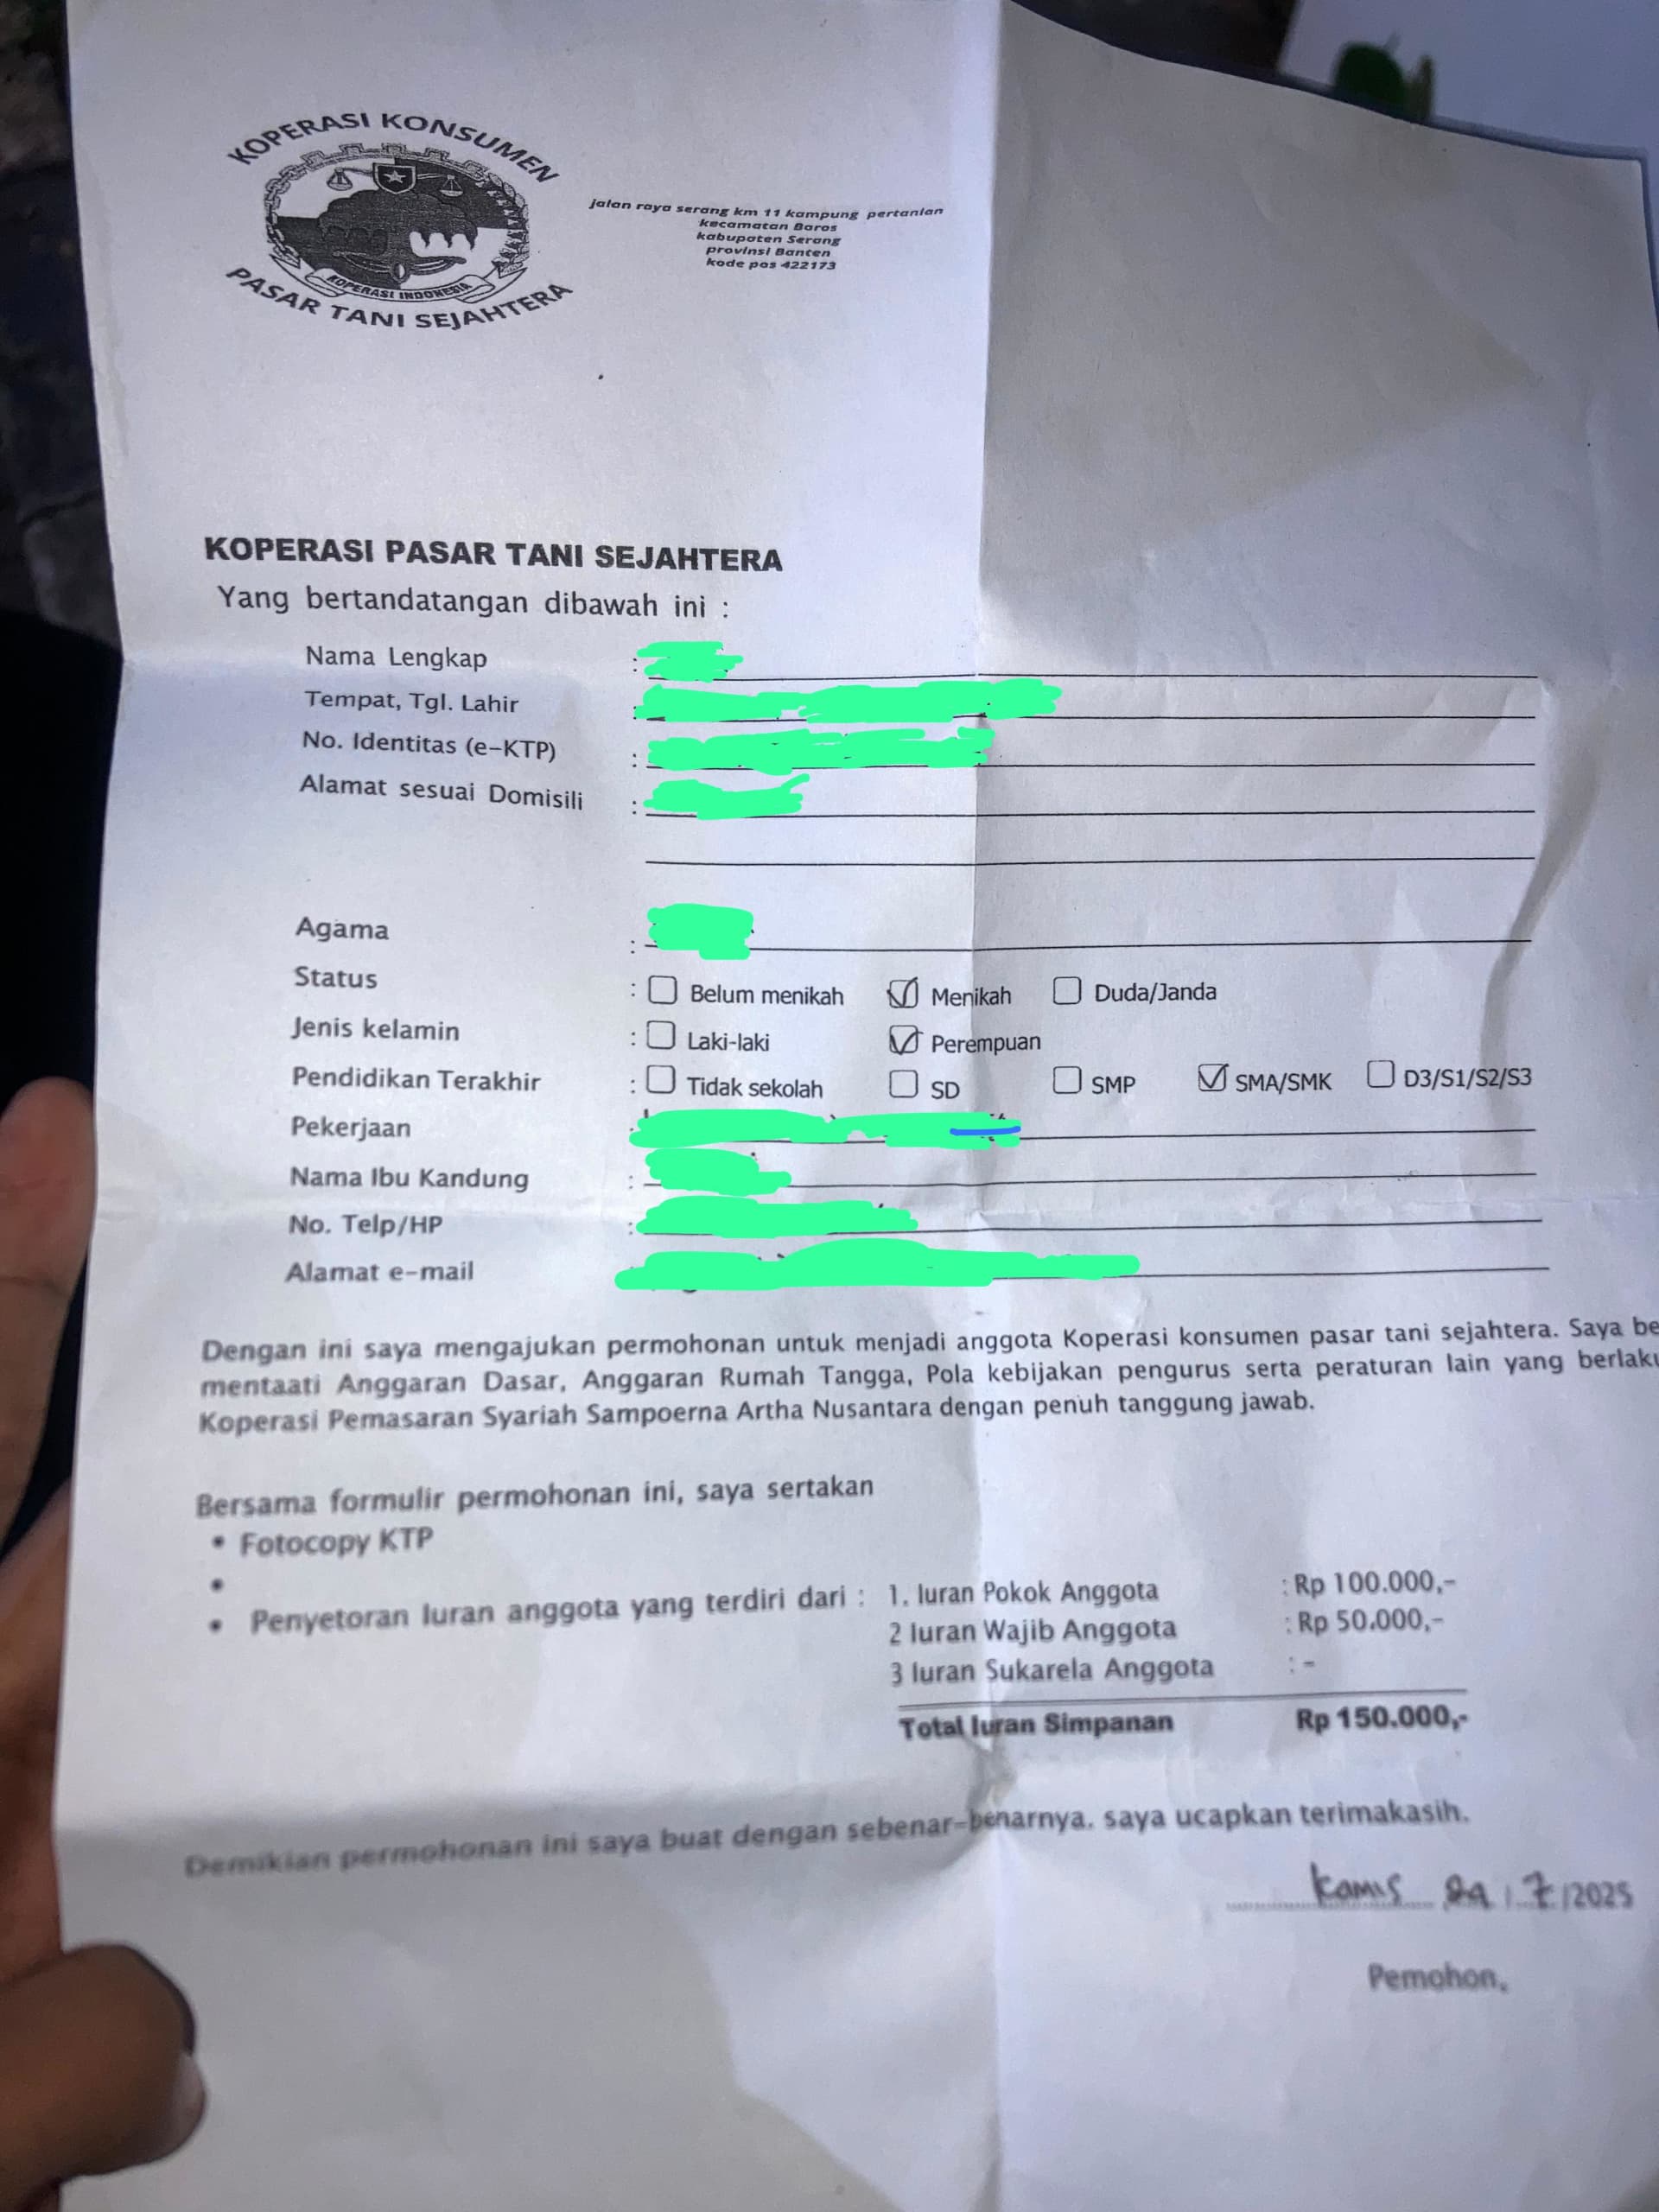 KOPERASI KONSUMEN
KOPERASI INDONESIA
PASAR TANI SEJAHTERA
jalan raya serang km 11 kampung pertanian
kecamatan Baros
kabupaten Serang
provinsi Banten
kode pos 422173
KOPERASI PASAR TANI SEJAHTERA
Yang bertandatangan dibawah ini :
Nama Lengkap :
Tempat, Tgl. Lahir :
No. Identitas (e-KTP) :
Alamat sesuai Domisili :
Agama :
Status : Belum menikah Menikah Duda/Janda
Jenis kelamin : Laki-laki Perempuan
Pendidikan Terakhir : Tidak sekolah SD SMP SMA/SMK D3/S1/S2/S3
Pekerjaan :
Nama Ibu Kandung :
No. Telp/HP :
Alamat e-mail
Dengan ini saya mengajukan permohonan untuk menjadi anggota Koperasi konsumen pasar tani sejahtera. Saya be
mentaati Anggaran Dasar, Anggaran Rumah Tangga, Pola kebijakan pengurus serta peraturan lain yang berlaku
Koperasi Pemasaran Syariah Sampoerna Artha Nusantara dengan penuh tanggung jawab.
Bersama formulir permohonan ini, saya sertakan
• Fotocopy KTP
•
• Penyetoran Iuran anggota yang terdiri dari : 1. Iuran Pokok Anggota : Rp 100.000,-
2 Iuran Wajib Anggota : Rp 50.000,-
3 Iuran Sukarela Anggota : -
Total Iuran Simpanan Rp 150.000,-
Demikian permohonan ini saya buat dengan sebenar-benarnya. saya ucapkan terimakasih.
Kamis / 7 /2025
Pemohon,